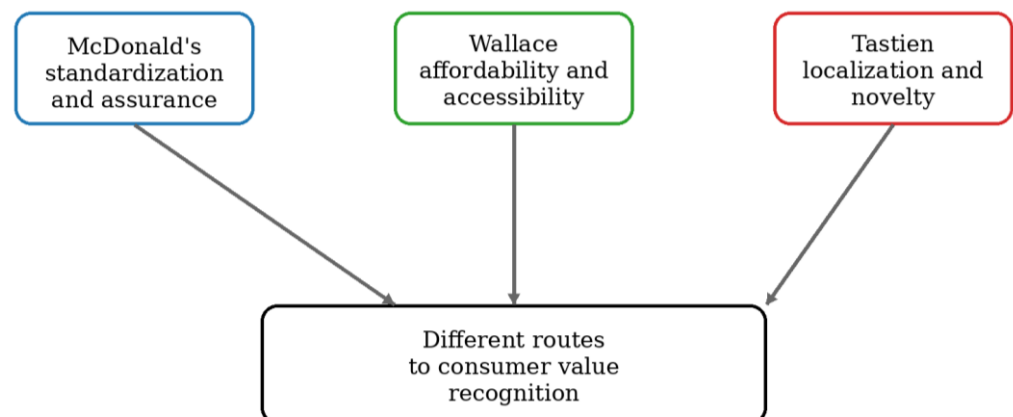 McDonald's
standardization
and assurance
Wallace
affordability and
accessibility
Tastien
localization and
novelty
Different routes
to consumer value
recognition